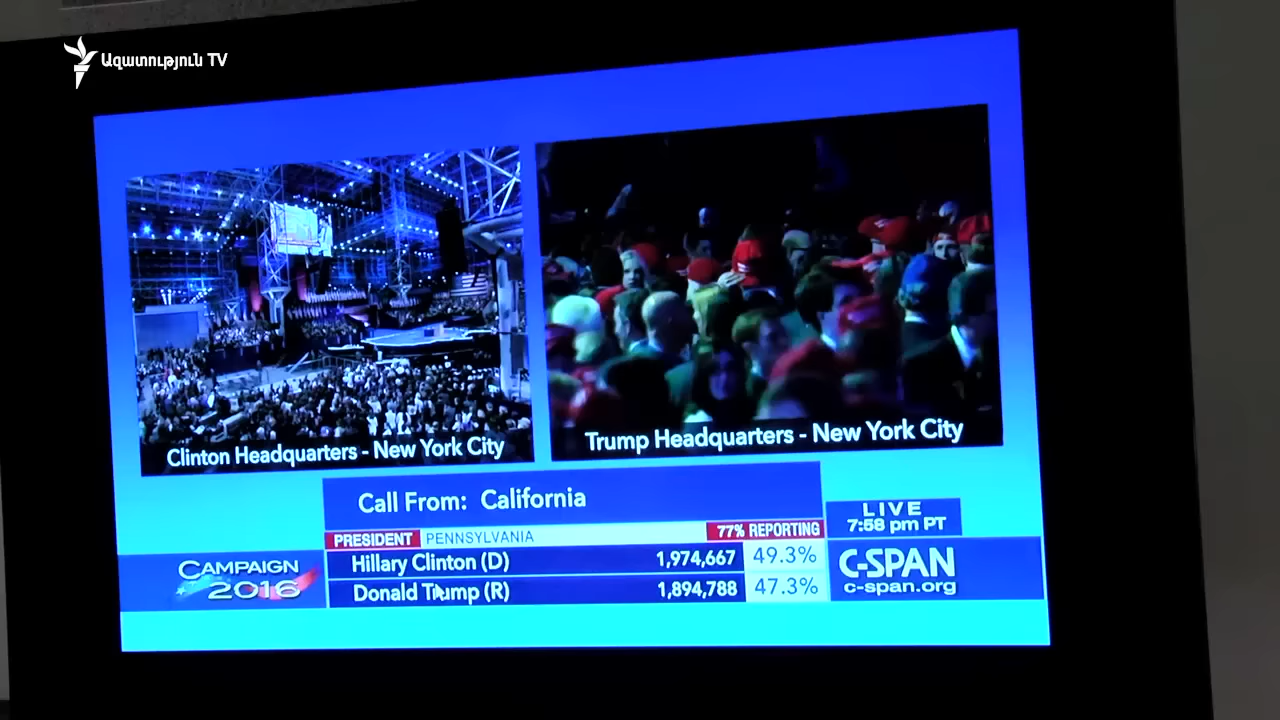 Ազատություն TV
Clinton Headquarters - New York City
Trump Headquarters - New York City
Call From: California
LIVE
7:58 pm PT
PRESIDENT PENNSYLVANIA 77% REPORTING
Hillary Clinton (D) 1,974,667 49.3%
Donald Trump (R) 1,894,788 47.3%
CAMPAIGN
2016
C-SPAN
c-span.org